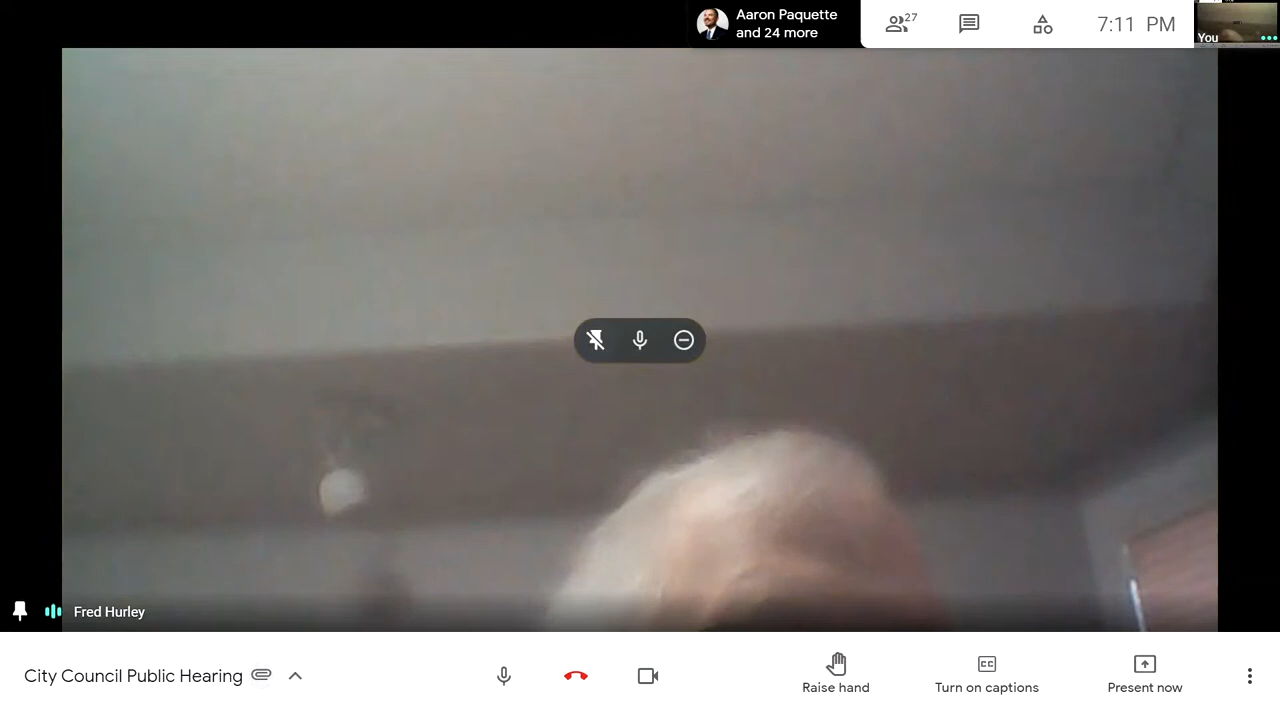 Aaron Paquette
and 24 more
27
7:11 PM
You
Fred Hurley
City Council Public Hearing
CC
Raise hand
Turn on captions
Present now